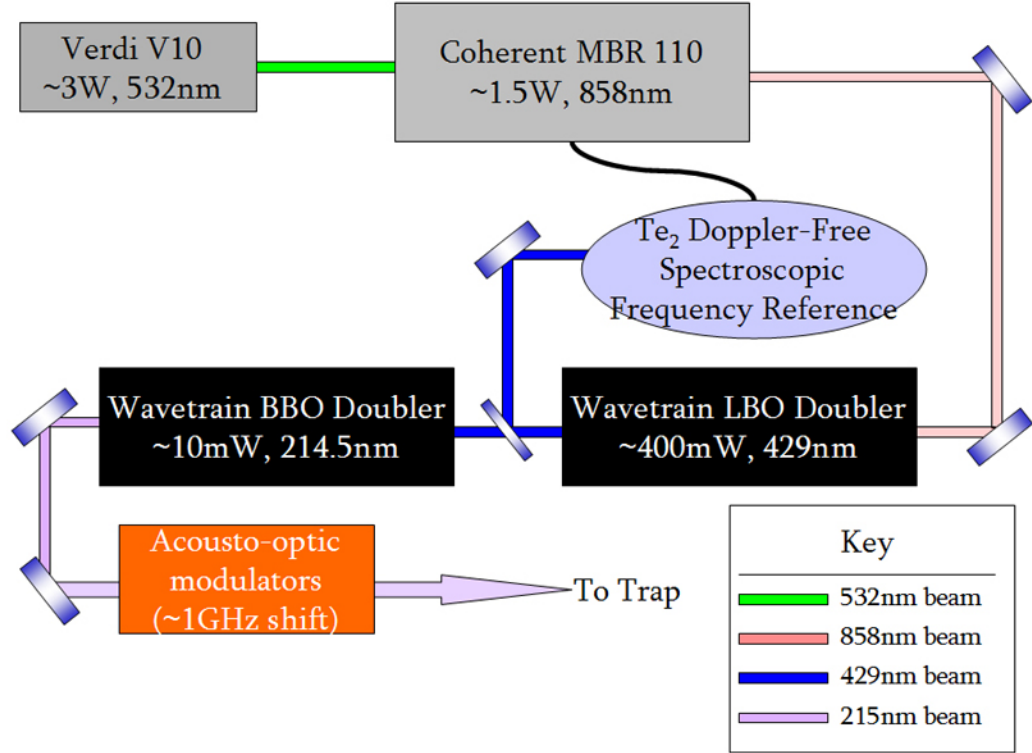 Verdi V10
~3W, 532nm
Coherent MBR 110
~1.5W, 858nm
Te₂ Doppler-Free
Spectroscopic
Frequency Reference
Wavetrain BBO Doubler
~10mW, 214.5nm
Wavetrain LBO Doubler
~400mW, 429nm
Acousto-optic
modulators
(~1GHz shift)
To Trap
Key
532nm beam
858nm beam
429nm beam
215nm beam